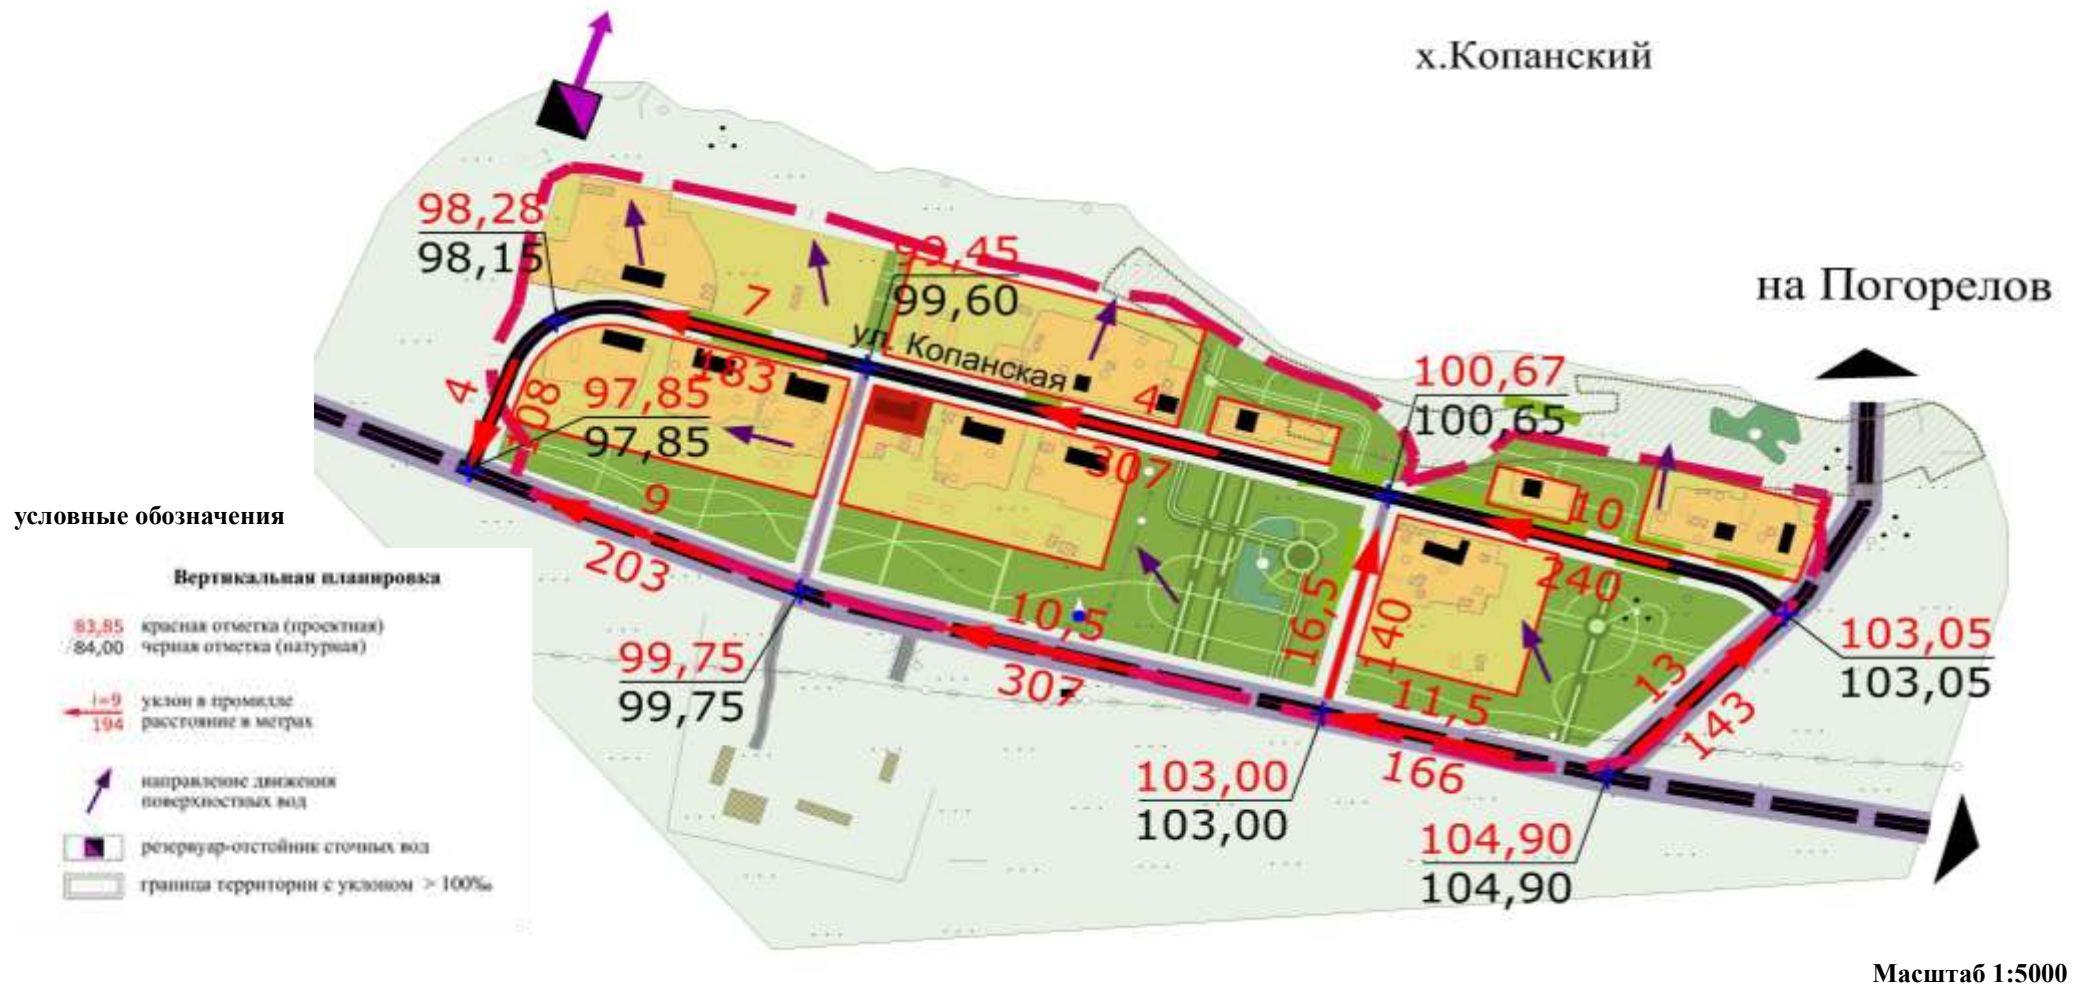 х.Копанский
на Погорелов
98,28
98,15
99,45
99,60
7
183
ул. Копанская
4
307
100,67
100,65
10
240
4
108
97,85
97,85
9
203
99,75
99,75
10,5
307
16,5
140
11,5
166
103,00
103,00
13
143
103,05
103,05
104,90
104,90
условные обозначения
Вертикальная планировка
83,85
84,00
красная отметка (проектная)
черная отметка (натурная)
i=9
194
уклон в промилле
расстояние в метрах
направление движения
поверхностных вод
резервуар-отстойник сточных вод
граница территории с уклоном > 100‰
Масштаб 1:5000